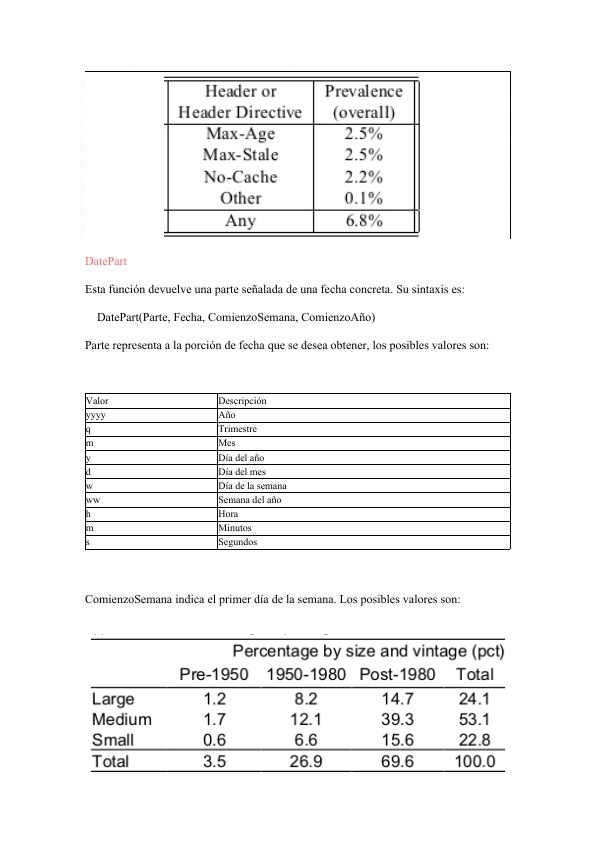 Header or Prevalence
Header Directive (overall)
Max-Age 2.5%
Max-Stale 2.5%
No-Cache 2.2%
Other 0.1%
Any 6.8%
DatePart
Esta función devuelve una parte señalada de una fecha concreta. Su sintaxis es:
DatePart(Parte, Fecha, ComienzoSemana, ComienzoAño)
Parte representa a la porción de fecha que se desea obtener, los posibles valores son:
Valor Descripción
yyyy Año
q Trimestre
m Mes
y Día del año
d Día del mes
w Día de la semana
ww Semana del año
h Hora
m Minutos
s Segundos
ComienzoSemana indica el primer día de la semana. Los posibles valores son:
Percentage by size and vintage (pct)
Pre-1950 1950-1980 Post-1980 Total
Large 1.2 8.2 14.7 24.1
Medium 1.7 12.1 39.3 53.1
Small 0.6 6.6 15.6 22.8
Total 3.5 26.9 69.6 100.0